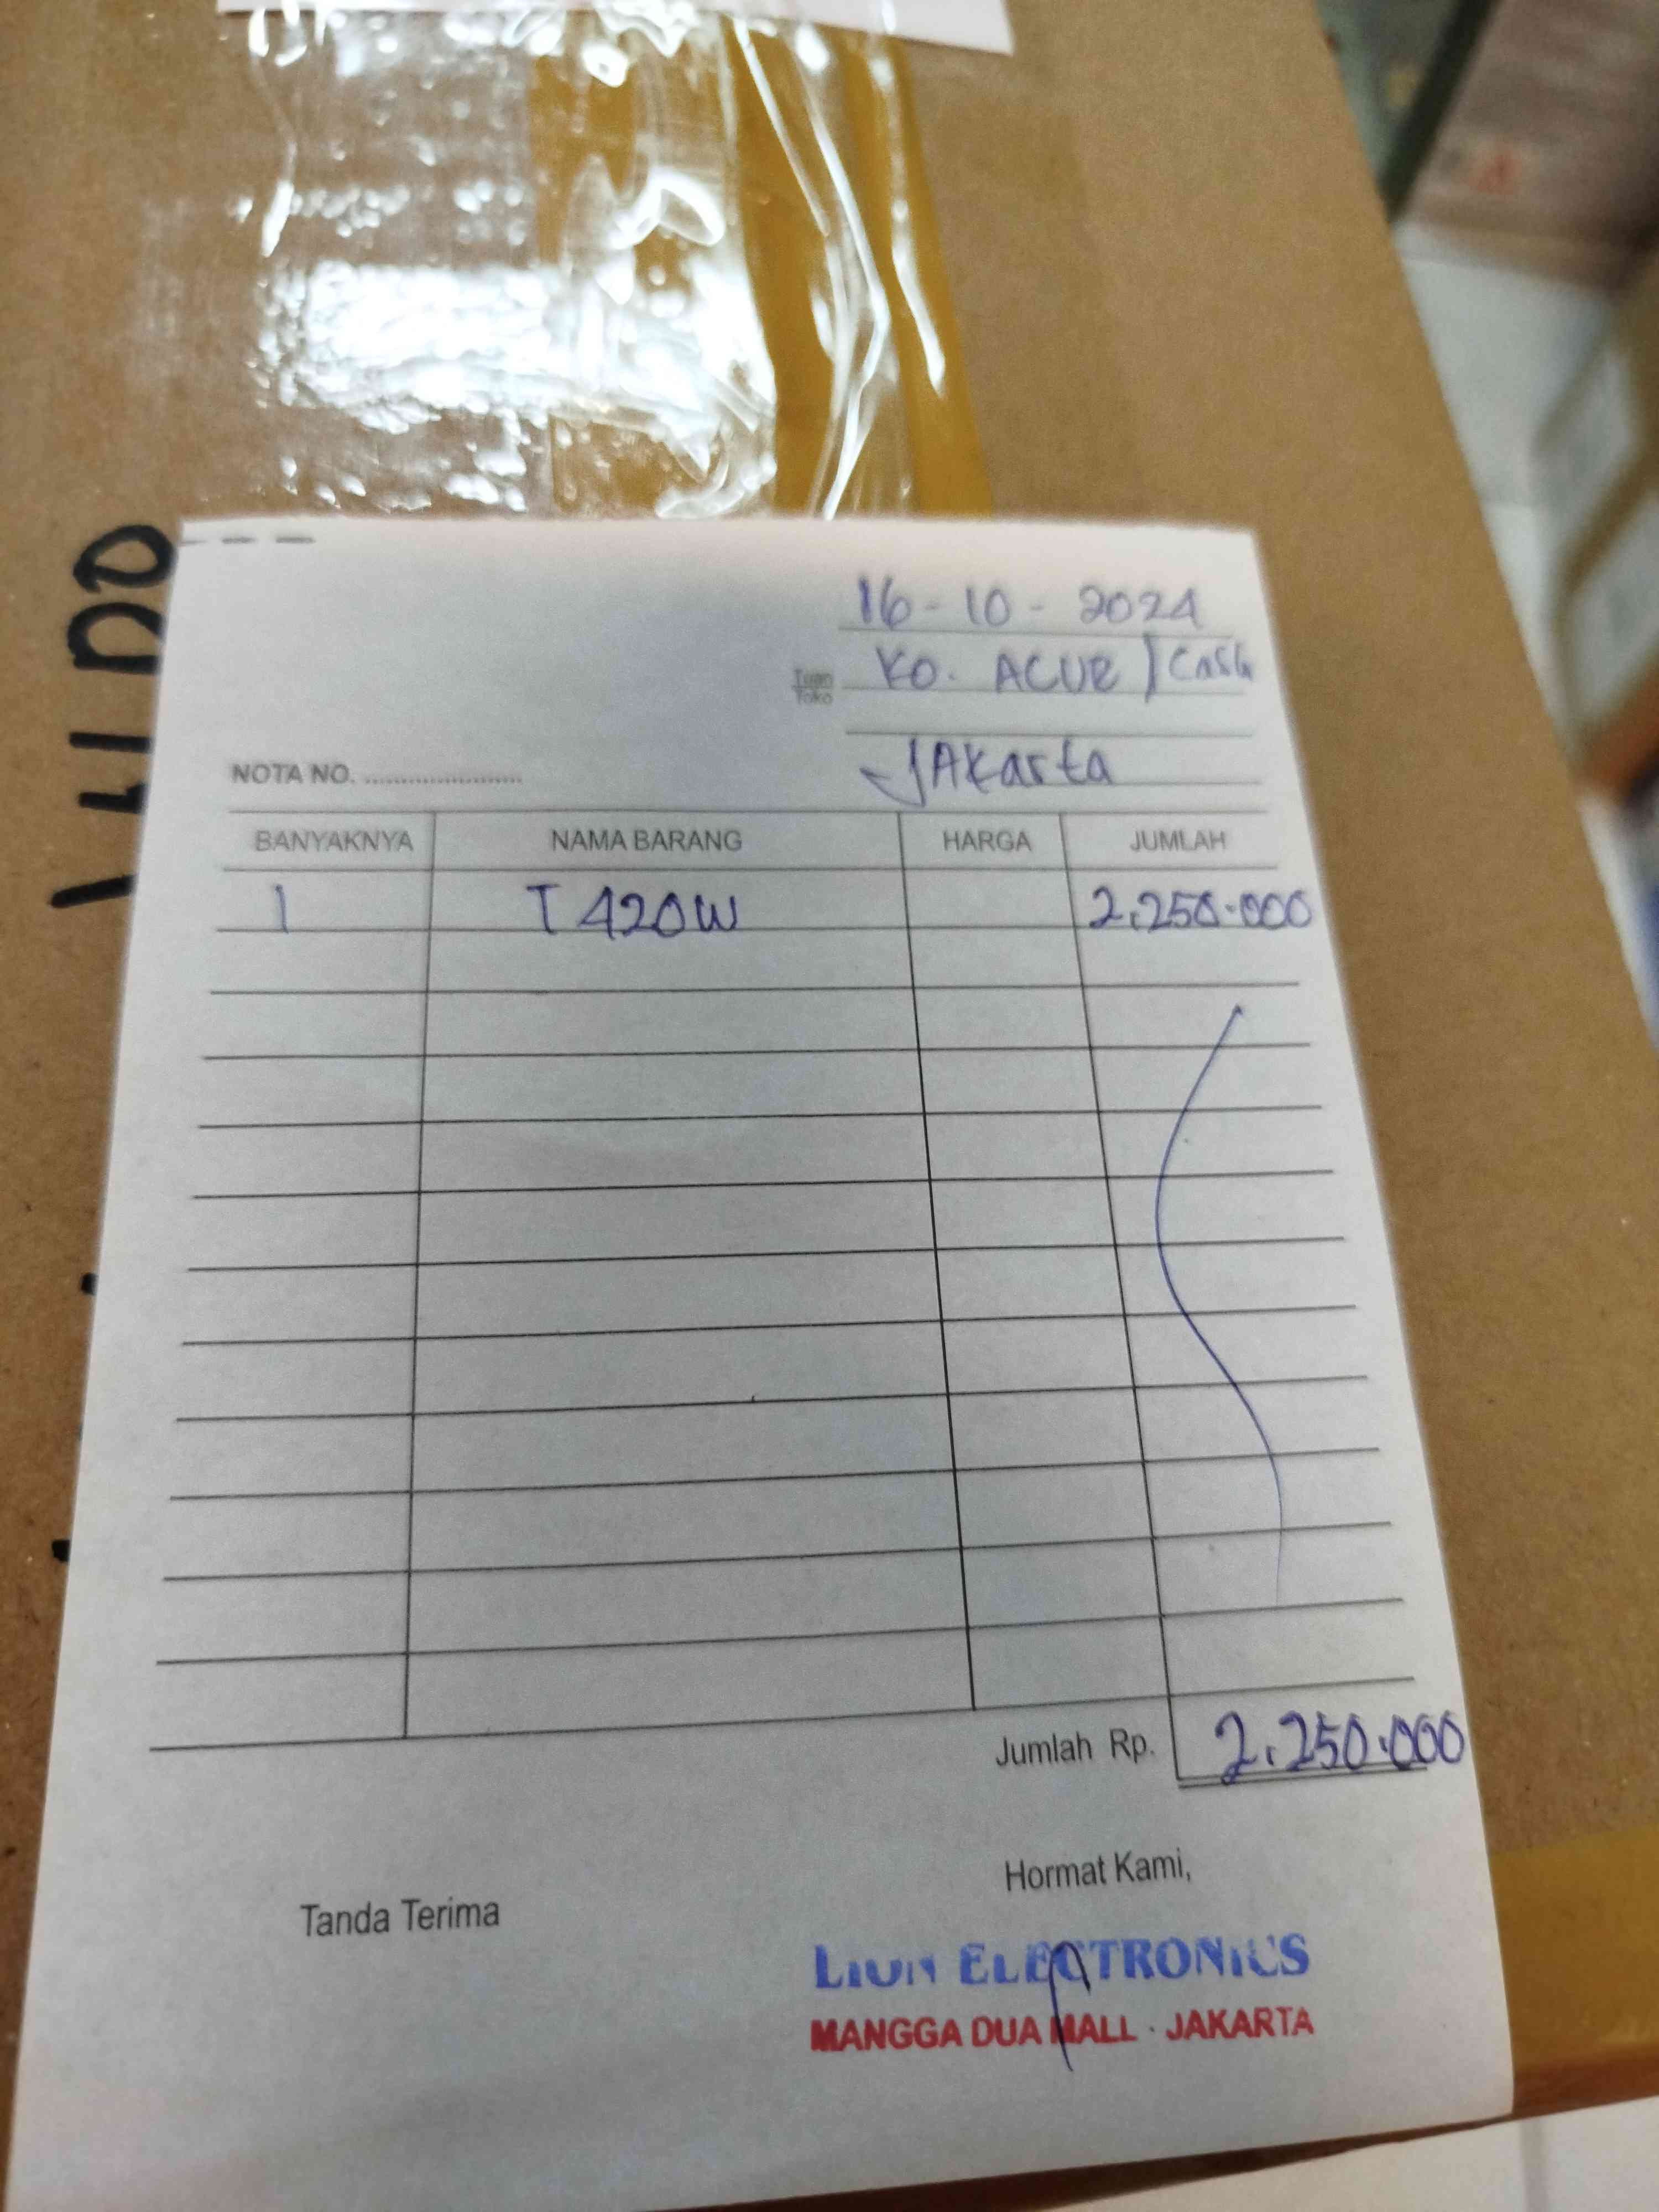 16-10-2024
Tuan KO. ACUR / Cash
Toko
JAKarta
NOTA NO. ......................
BANYAKNYA NAMA BARANG HARGA JUMLAH
1 T 420W 2.250.000
Jumlah Rp. 2.250.000
Hormat Kami,
Tanda Terima
LION ELECTRONICS
MANGGA DUA MALL · JAKARTA